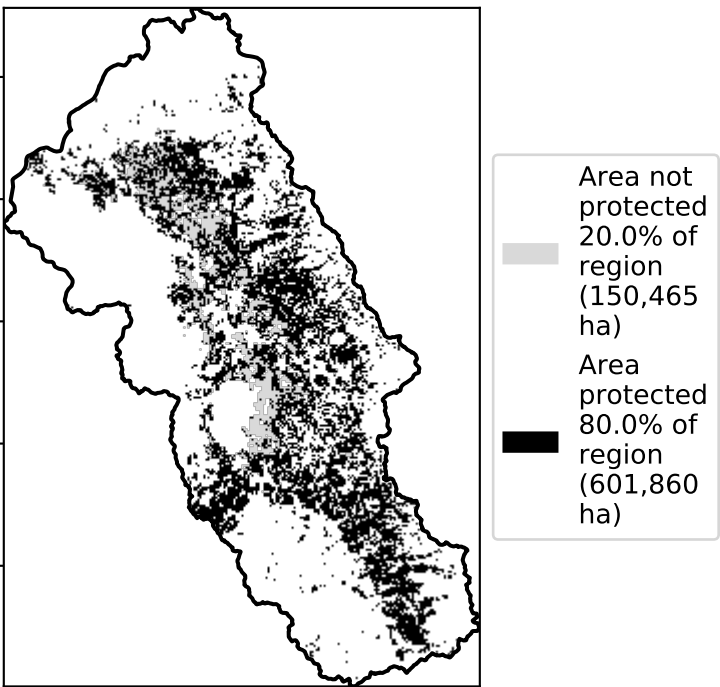 Area not
protected
20.0% of
region
(150,465
ha)
Area
protected
80.0% of
region
(601,860
ha)